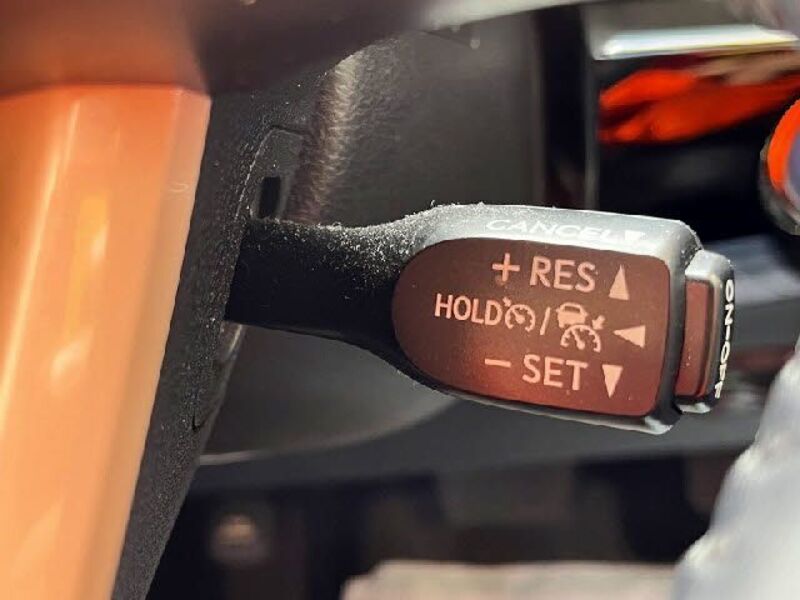 CANCEL▼
+ RES ▲
HOLD / ◀
− SET ▼
ON-OFF